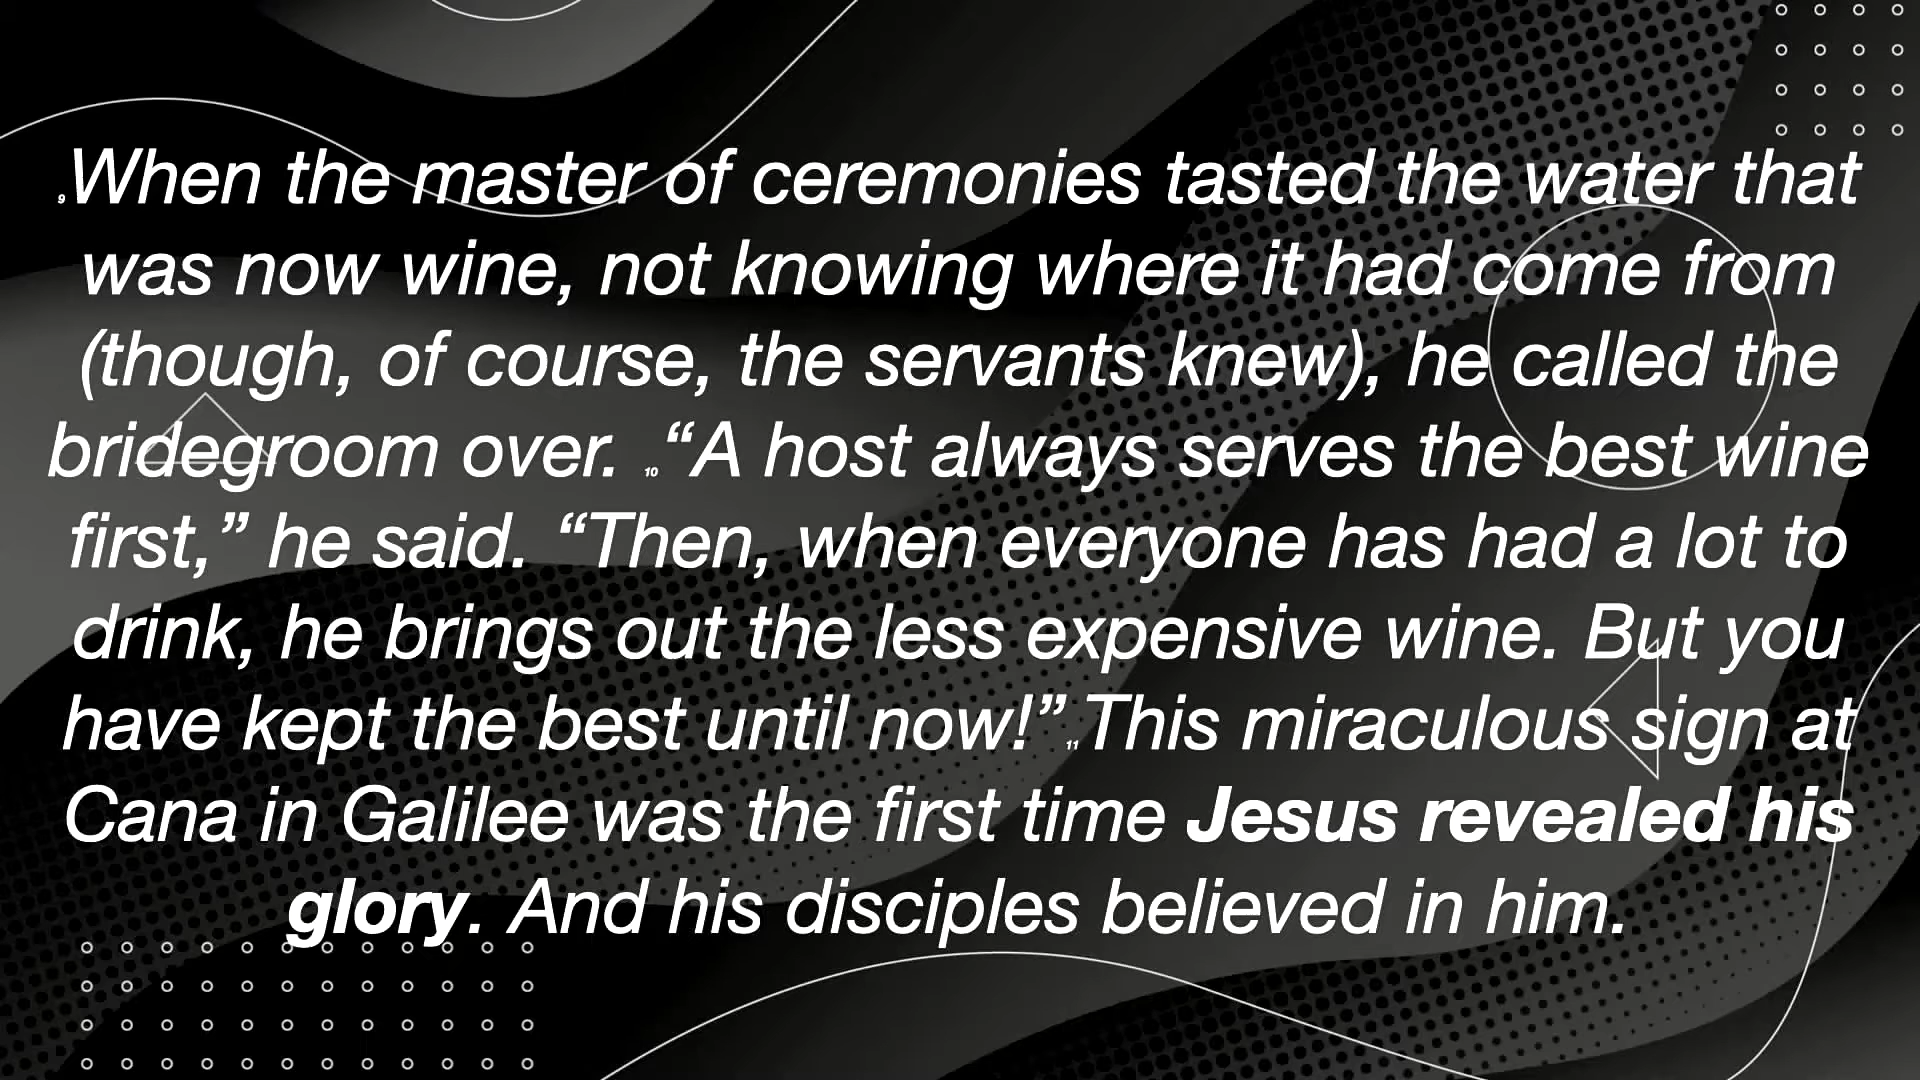 9 When the master of ceremonies tasted the water that
was now wine, not knowing where it had come from
(though, of course, the servants knew), he called the
bridegroom over. 10 “A host always serves the best wine
first,” he said. “Then, when everyone has had a lot to
drink, he brings out the less expensive wine. But you
have kept the best until now!” 11 This miraculous sign at
Cana in Galilee was the first time Jesus revealed his
glory. And his disciples believed in him.